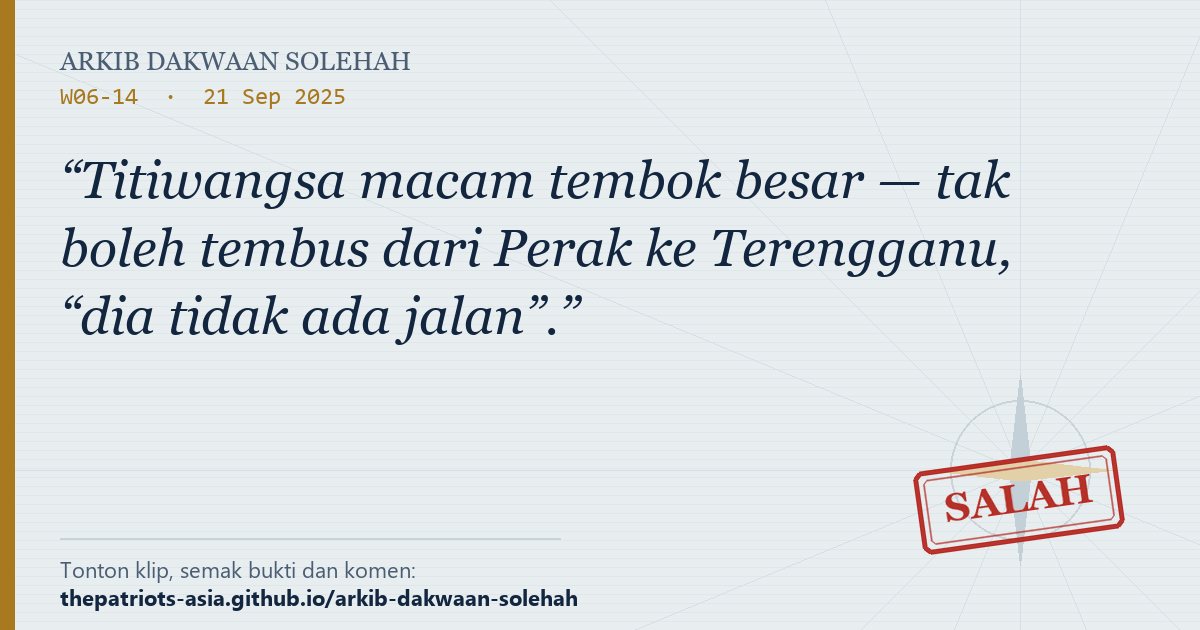 ARKIB DAKWAAN SOLEHAH
W06-14 · 21 Sep 2025
“Titiwangsa macam tembok besar — tak
boleh tembus dari Perak ke Terengganu,
“dia tidak ada jalan”.”
SALAH
Tonton klip, semak bukti dan komen:
thepatriots-asia.github.io/arkib-dakwaan-solehah